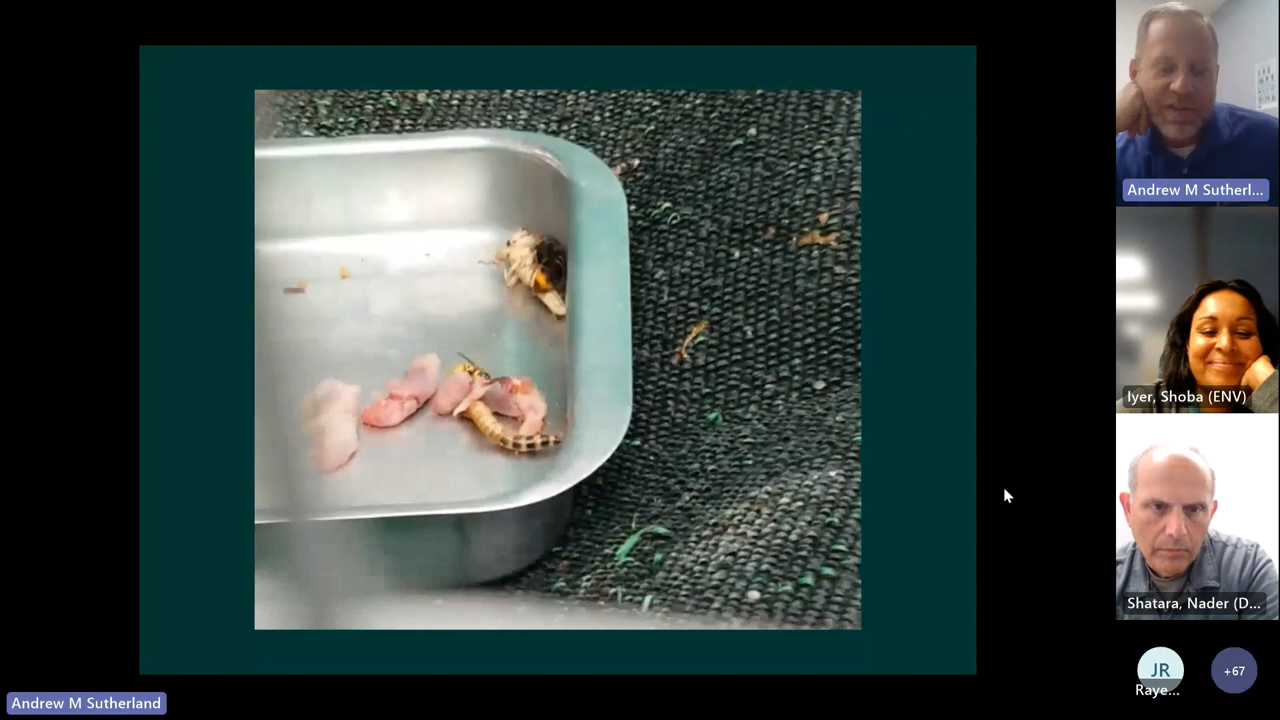 Andrew M Sutherl...
Iyer, Shoba (ENV)
Shatara, Nader (D...
JR
Raye...
+67
Andrew M Sutherland